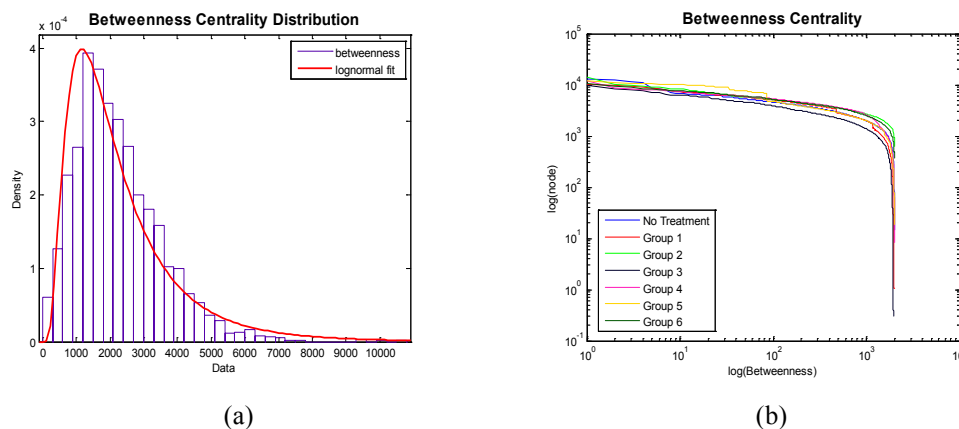 Betweenness Centrality Distribution
x 10^-4
4
3
2
1
0
Density
0 1000 2000 3000 4000 5000 6000 7000 8000 9000 10000
Data
betweenness
lognormal fit
(a)
Betweenness Centrality
10^5
10^4
10^3
10^2
10^1
10^0
10^-1
log(node)
10^0 10^1 10^2 10^3 10
log(Betweenness)
No Treatment
Group 1
Group 2
Group 3
Group 4
Group 5
Group 6
(b)